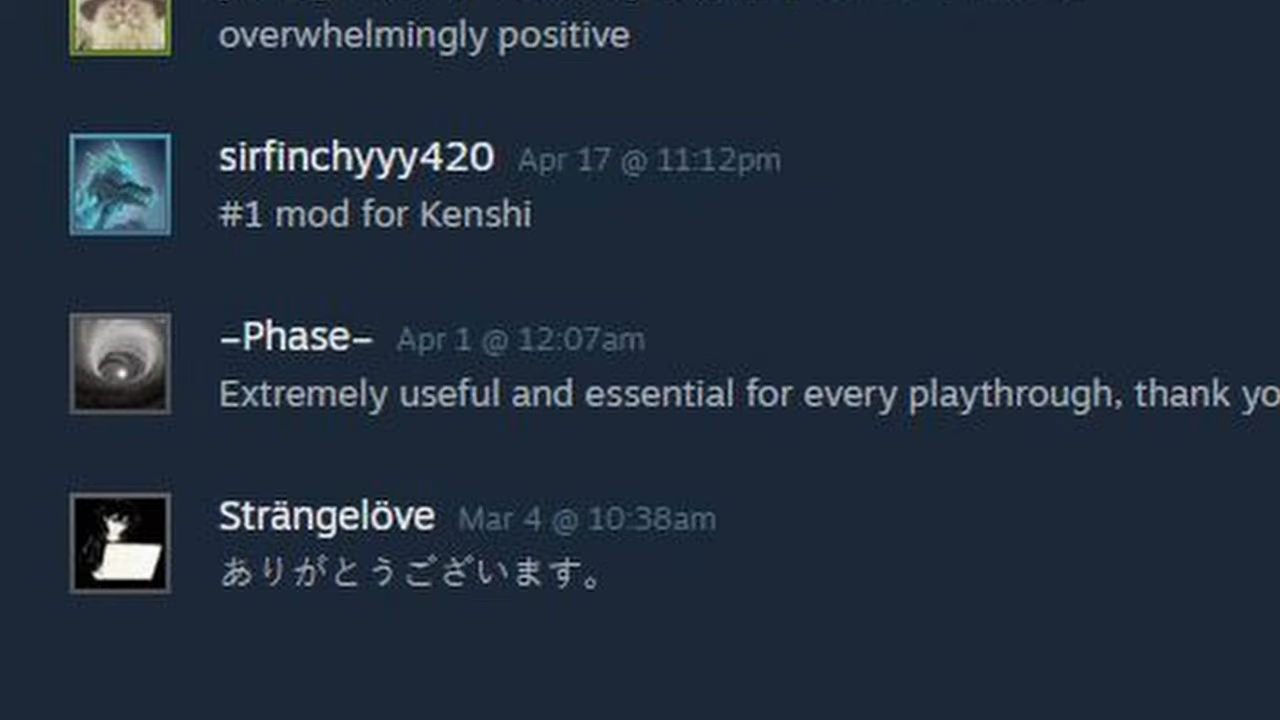 overwhelmingly positive
sirfinchyyy420 Apr 17 @ 11:12pm
#1 mod for Kenshi
–Phase– Apr 1 @ 12:07am
Extremely useful and essential for every playthrough, thank yo
Strängelöve Mar 4 @ 10:38am
ありがとうございます。